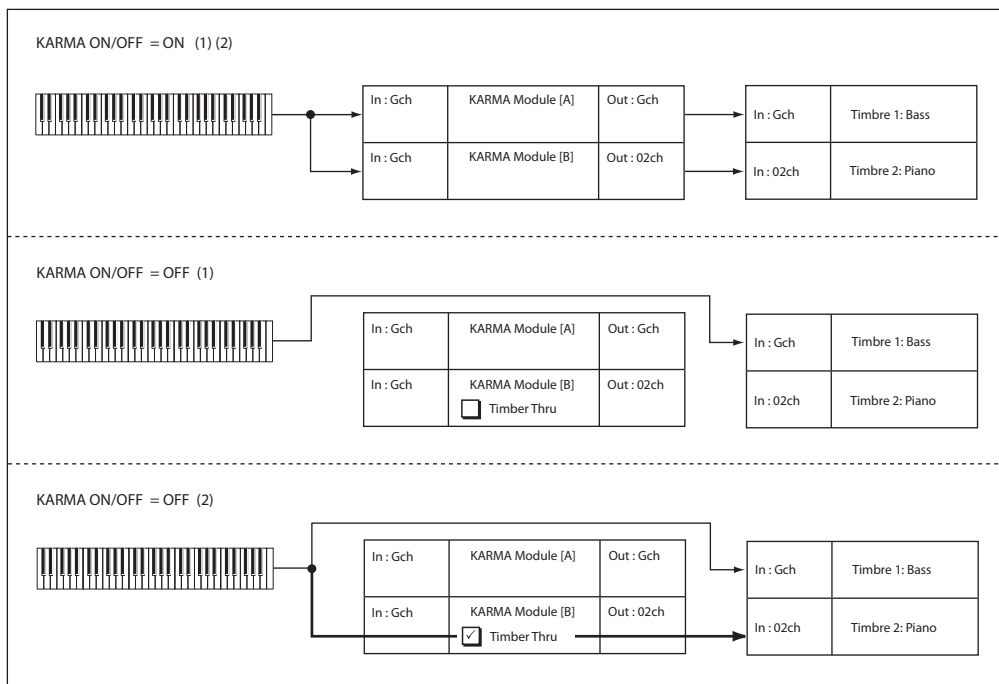 KARMA ON/OFF = ON (1) (2)
In : Gch KARMA Module [A] Out : Gch In : Gch Timbre 1: Bass
In : Gch KARMA Module [B] Out : 02ch In : 02ch Timbre 2: Piano
KARMA ON/OFF = OFF (1)
In : Gch KARMA Module [A] Out : Gch In : Gch Timbre 1: Bass
In : Gch KARMA Module [B] Out : 02ch In : 02ch Timbre 2: Piano
Timber Thru
KARMA ON/OFF = OFF (2)
In : Gch KARMA Module [A] Out : Gch In : Gch Timbre 1: Bass
In : Gch KARMA Module [B] Out : 02ch In : 02ch Timbre 2: Piano
Timber Thru